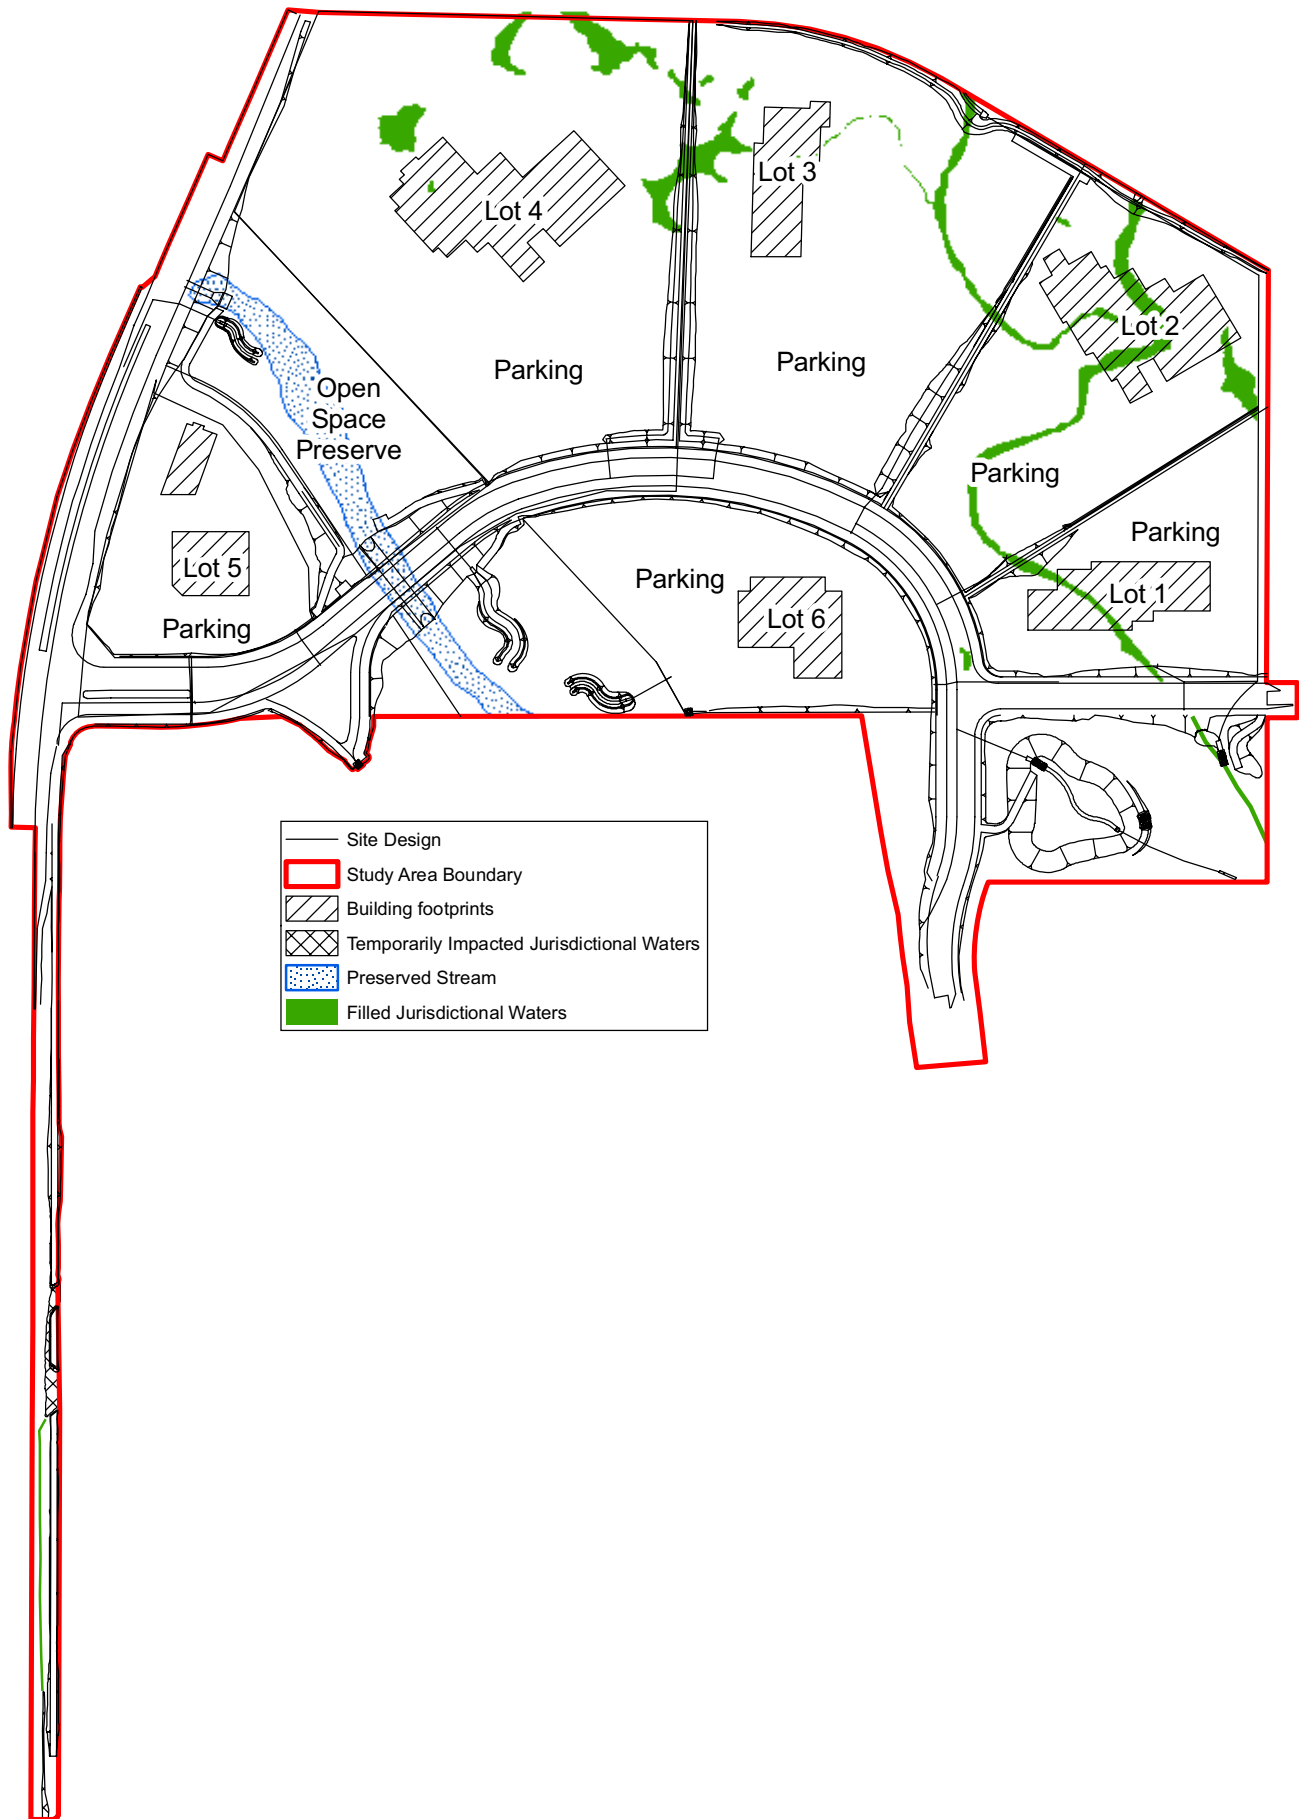 Lot 3
Lot 4
Lot 2
Parking
Parking
Open
Space
Preserve
Parking
Parking
Parking
Lot 5
Lot 1
Lot 6
Parking
Site Design
Study Area Boundary
Building footprints
Temporarily Impacted Jurisdictional Waters
Preserved Stream
Filled Jurisdictional Waters